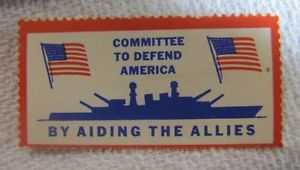 COMMITTEE
TO DEFEND
AMERICA
BY AIDING THE ALLIES